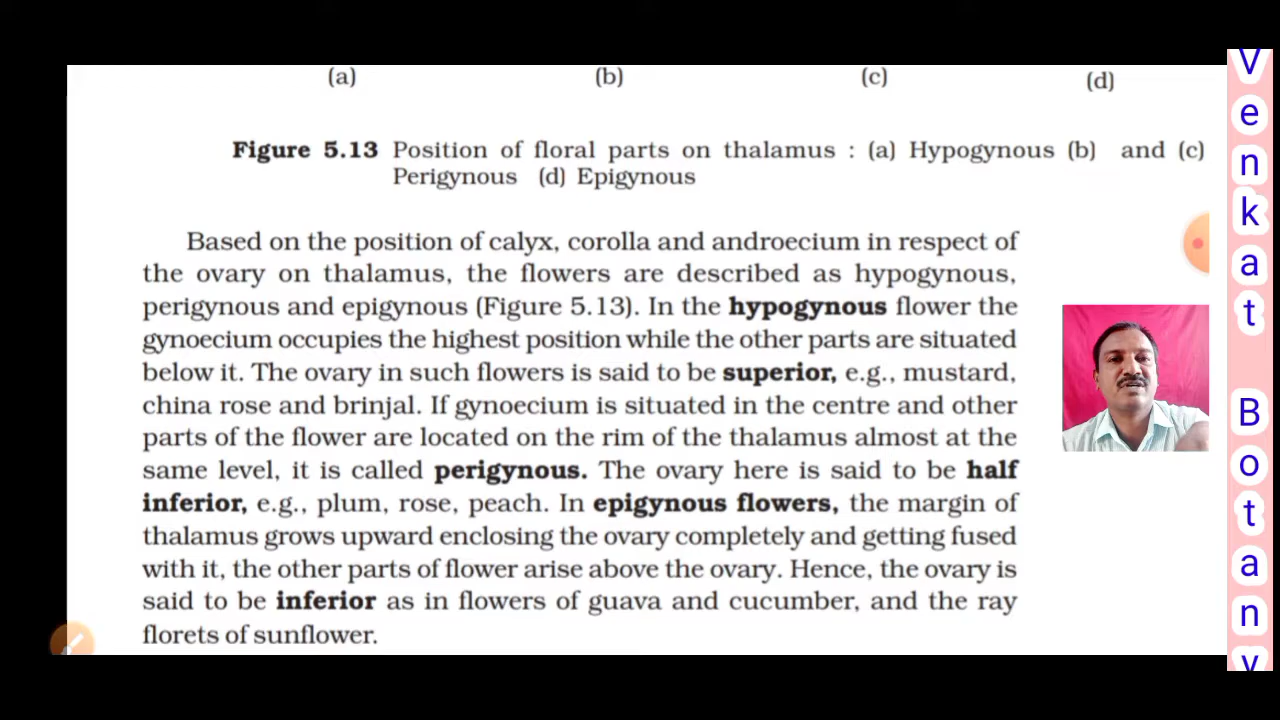 (a) (b) (c) (d)
Figure 5.13 Position of floral parts on thalamus : (a) Hypogynous (b) and (c)
Perigynous (d) Epigynous
Based on the position of calyx, corolla and androecium in respect of
the ovary on thalamus, the flowers are described as hypogynous,
perigynous and epigynous (Figure 5.13). In the hypogynous flower the
gynoecium occupies the highest position while the other parts are situated
below it. The ovary in such flowers is said to be superior, e.g., mustard,
china rose and brinjal. If gynoecium is situated in the centre and other
parts of the flower are located on the rim of the thalamus almost at the
same level, it is called perigynous. The ovary here is said to be half
inferior, e.g., plum, rose, peach. In epigynous flowers, the margin of
thalamus grows upward enclosing the ovary completely and getting fused
with it, the other parts of flower arise above the ovary. Hence, the ovary is
said to be inferior as in flowers of guava and cucumber, and the ray
florets of sunflower.
Venkat Botany